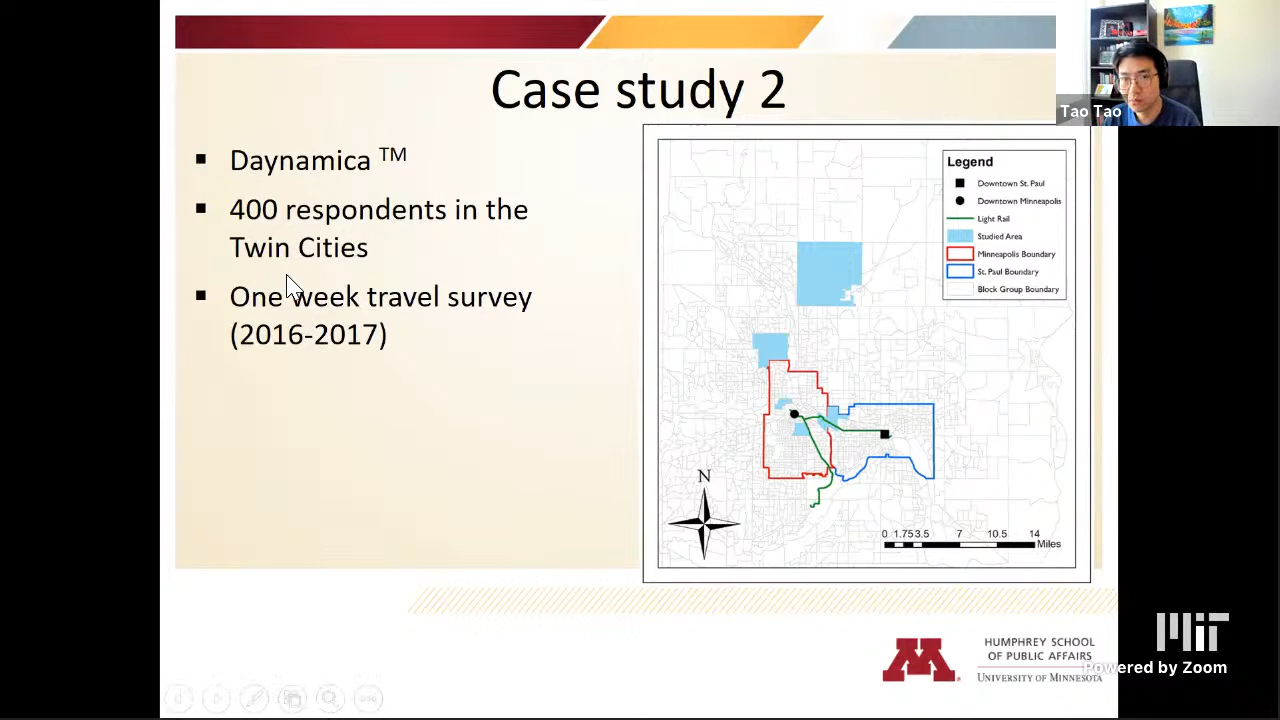 Case study 2
Tao Tao
▪ Daynamica TM
▪ 400 respondents in the
Twin Cities
▪ One week travel survey
(2016-2017)
Legend
Downtown St. Paul
Downtown Minneapolis
Light Rail
Studied Area
Minneapolis Boundary
St. Paul Boundary
Block Group Boundary
N
0 1.75 3.5 7 10.5 14
Miles
MIT
M
HUMPHREY SCHOOL
OF PUBLIC AFFAIRS
UNIVERSITY OF MINNESOTA
Powered by Zoom